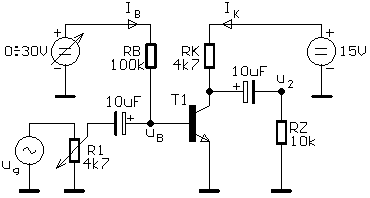 I_B I_K
+ +
0÷30V RB RK 15V
100k 4k7
- -
10uF u_2
+
10uF T1
+
u_B RZ
R1 10k
u_g 4k7